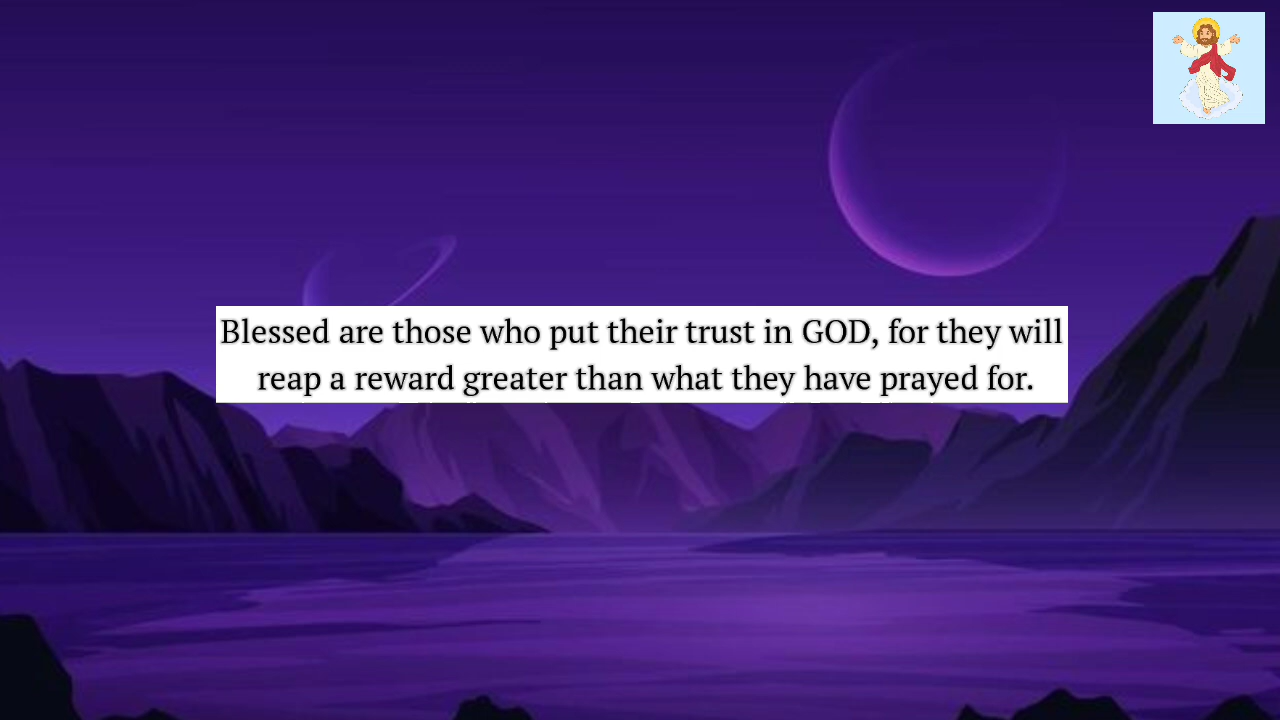 Blessed are those who put their trust in GOD, for they will
reap a reward greater than what they have prayed for.